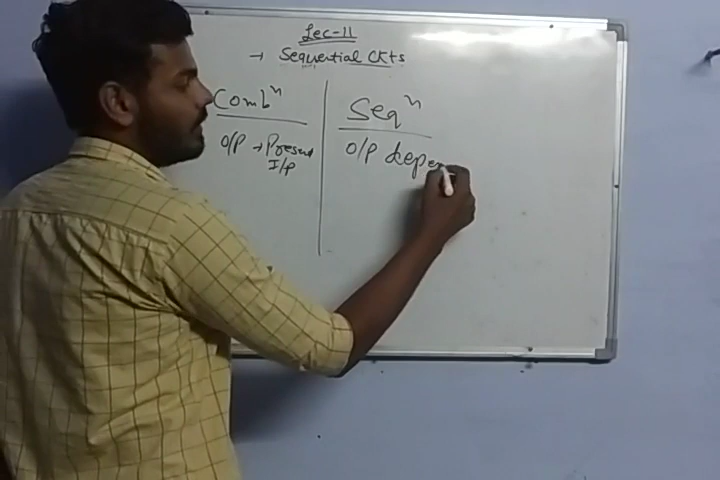 Lec-11
→ Sequential CKts
Combⁿ
O/P → Present
I/P
Seqⁿ
O/P depen